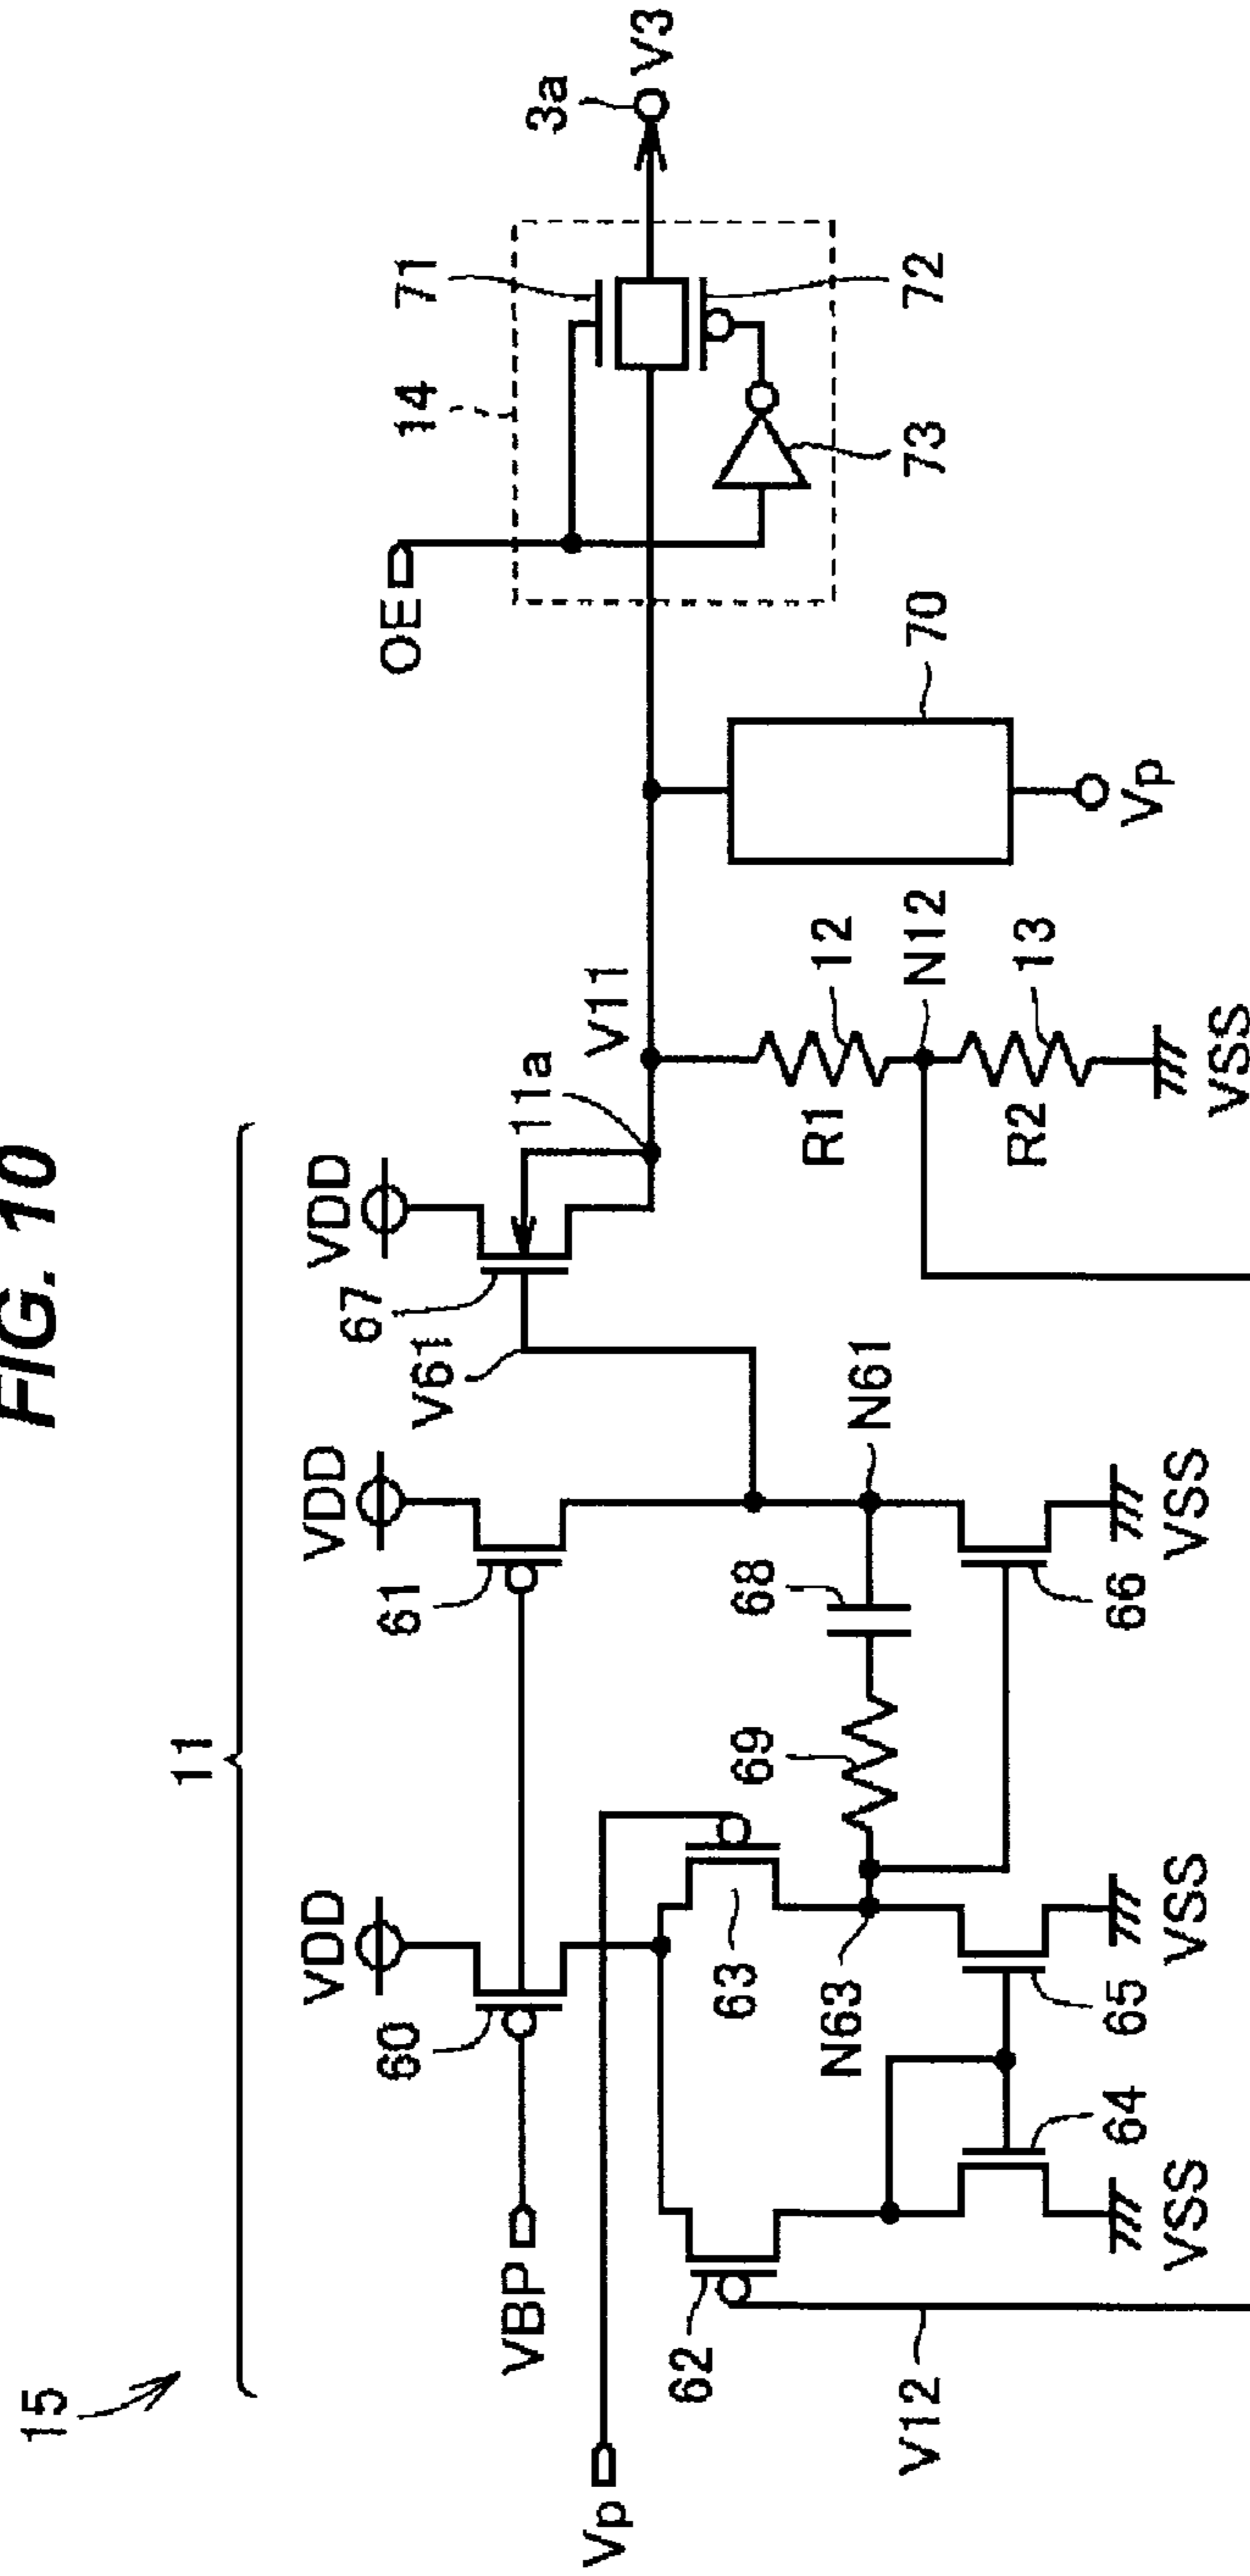 FIG. 10
15
11
VDD
VDD
VDD
60
61
67
V61
11a
V11
OE
14
71
3a
V3
VBP
Vp
62
63
69
68
N61
R1
12
N12
R2
13
VSS
70
Vp
73
72
V12
N63
64
65
66
VSS
VSS
VSS